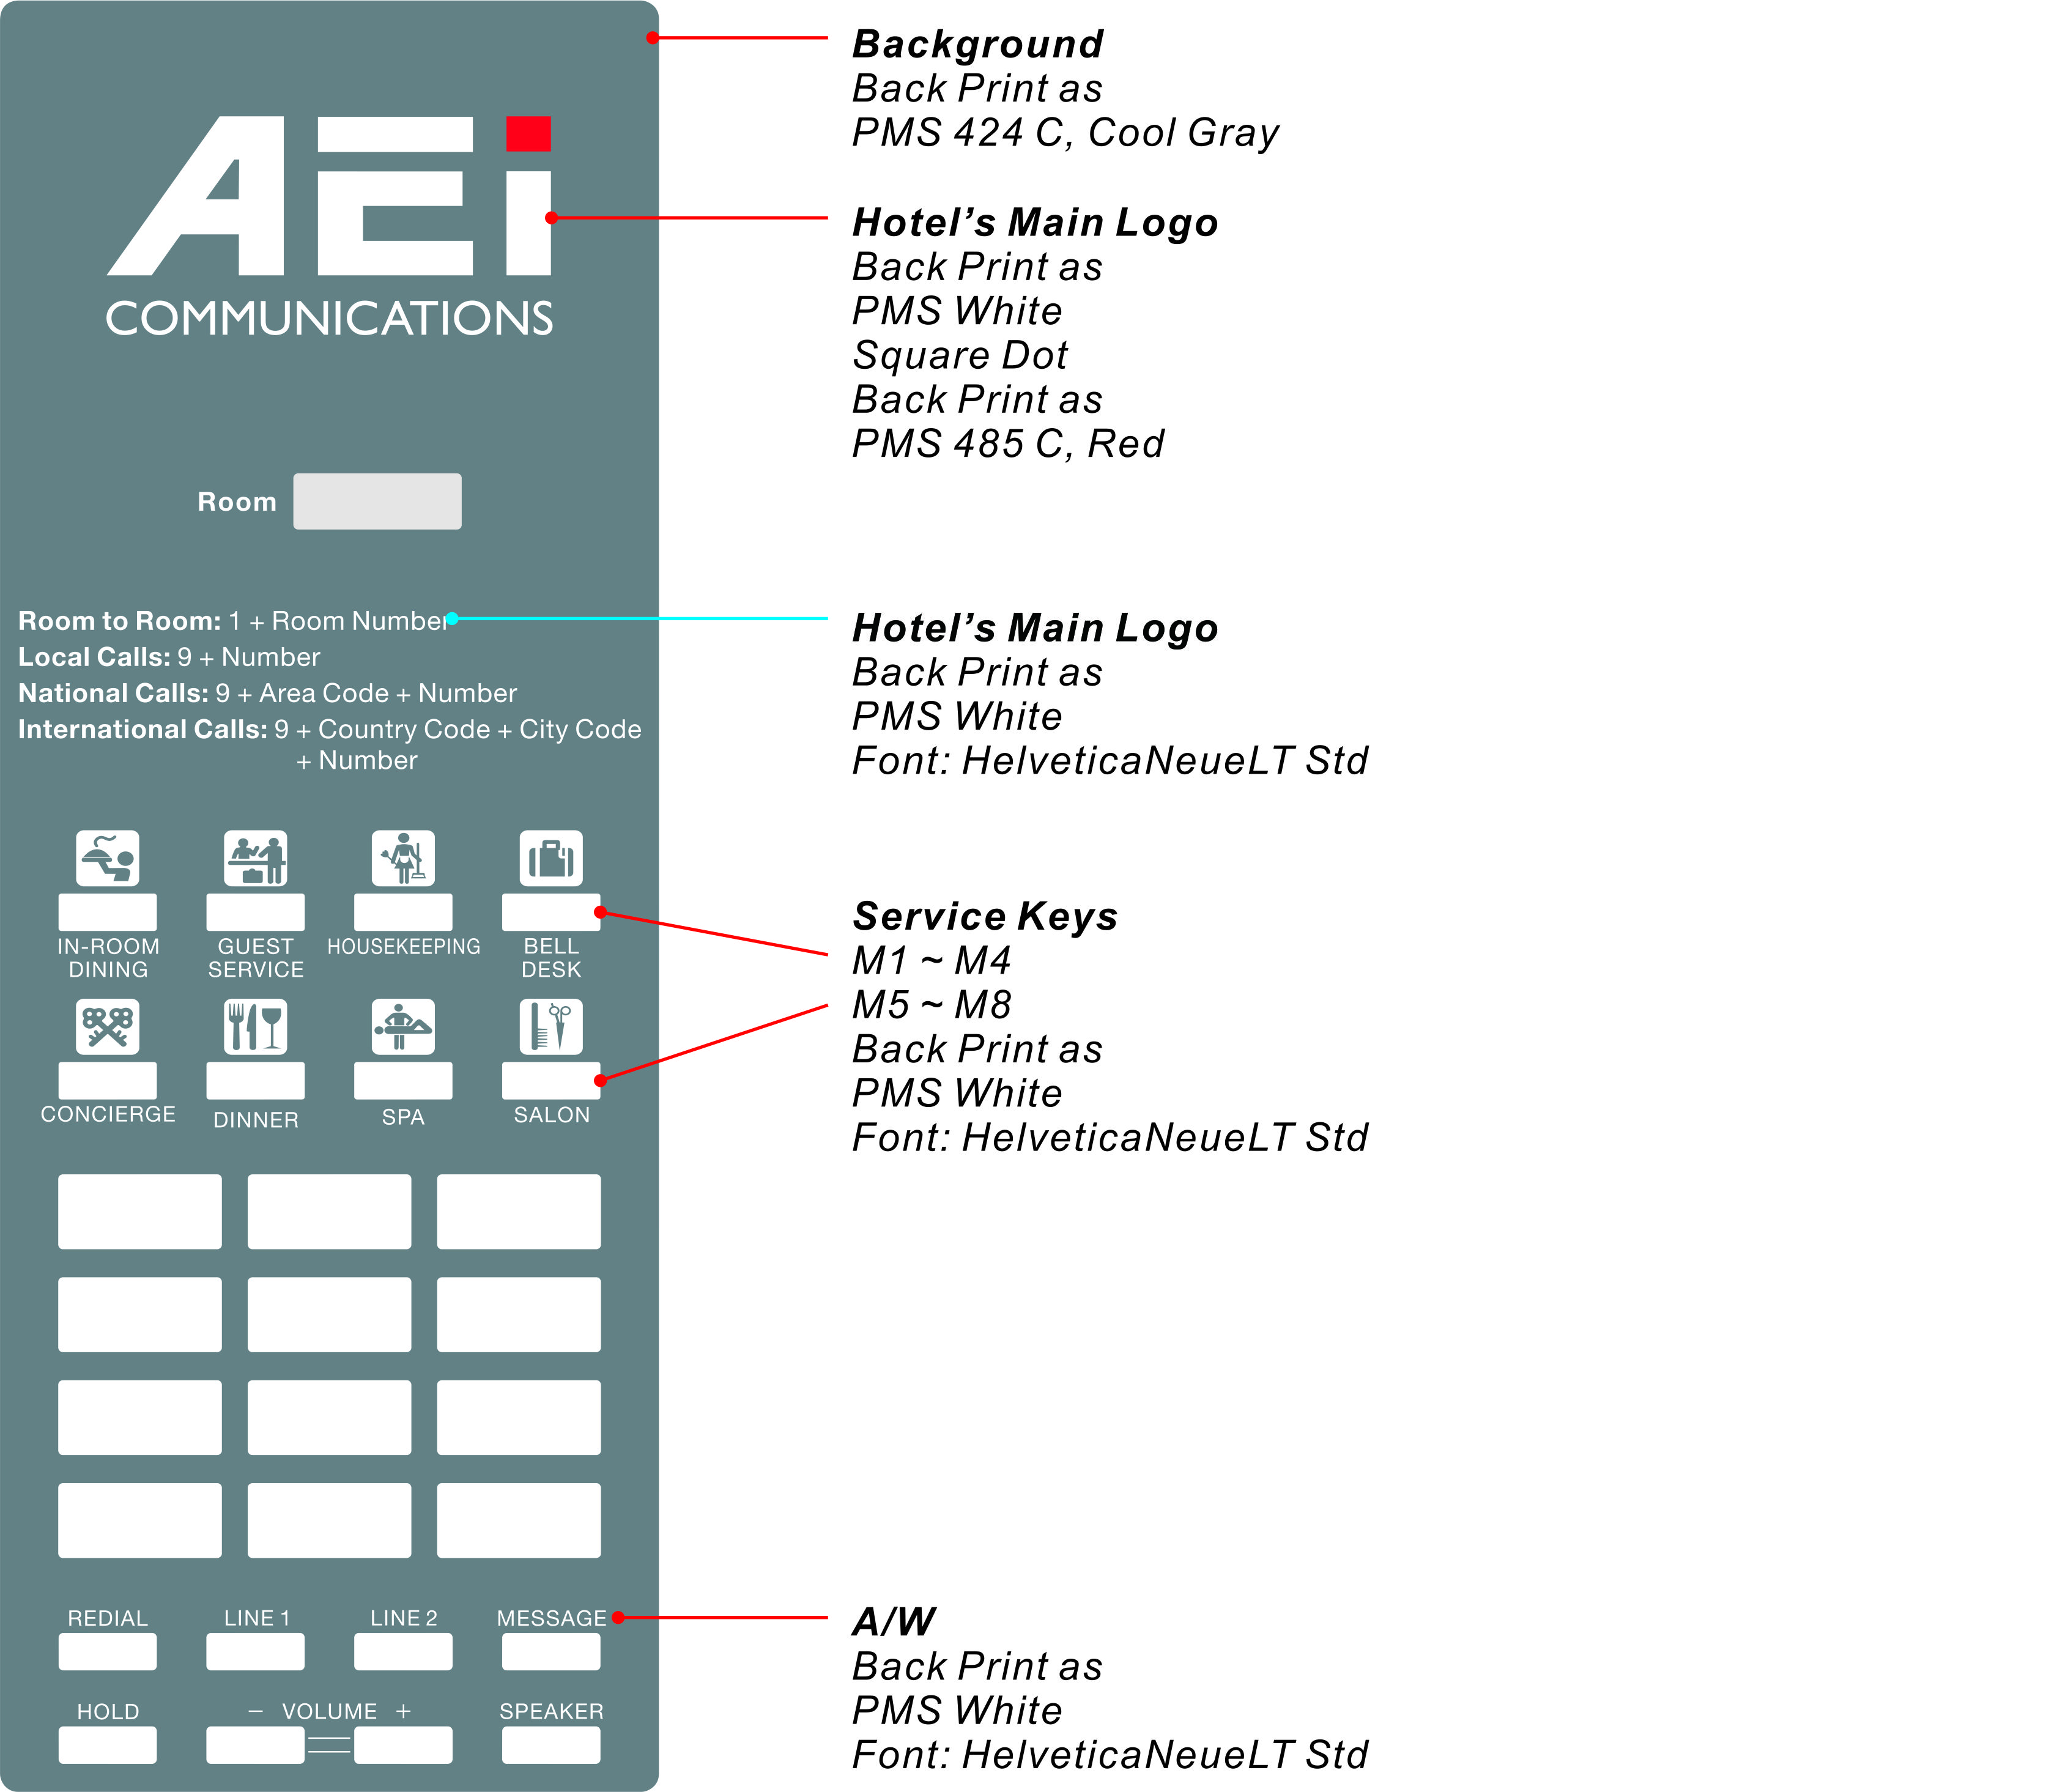 AEi
COMMUNICATIONS
Room
Room to Room: 1 + Room Number
Local Calls: 9 + Number
National Calls: 9 + Area Code + Number
International Calls: 9 + Country Code + City Code
+ Number
IN-ROOM
DINING
GUEST
SERVICE
HOUSEKEEPING
BELL
DESK
CONCIERGE
DINNER
SPA
SALON
REDIAL
LINE 1
LINE 2
MESSAGE
HOLD
– VOLUME +
SPEAKER
Background
Back Print as
PMS 424 C, Cool Gray
Hotel’s Main Logo
Back Print as
PMS White
Square Dot
Back Print as
PMS 485 C, Red
Hotel’s Main Logo
Back Print as
PMS White
Font: HelveticaNeueLT Std
Service Keys
M1 ~ M4
M5 ~ M8
Back Print as
PMS White
Font: HelveticaNeueLT Std
A/W
Back Print as
PMS White
Font: HelveticaNeueLT Std